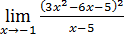 lim x→−1 (3x²−6x−5)² / x−5